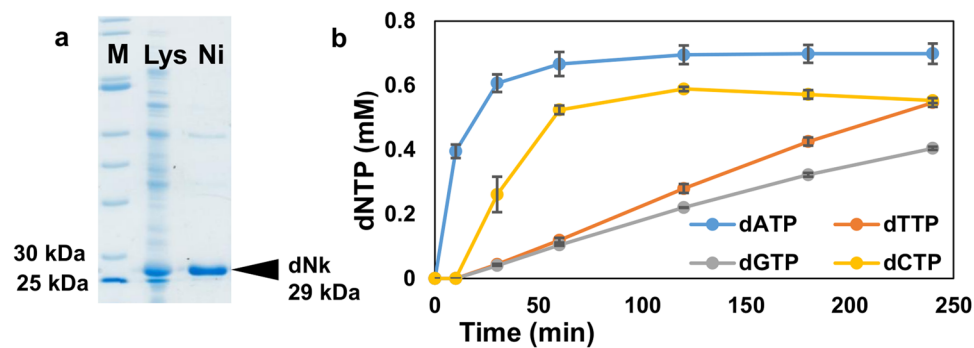 a
M Lys Ni
30 kDa
25 kDa
dNk
29 kDa
b
dNTP (mM)
0.8
0.6
0.4
0.2
0
0 50 100 150 200 250
Time (min)
dATP dTTP
dGTP dCTP